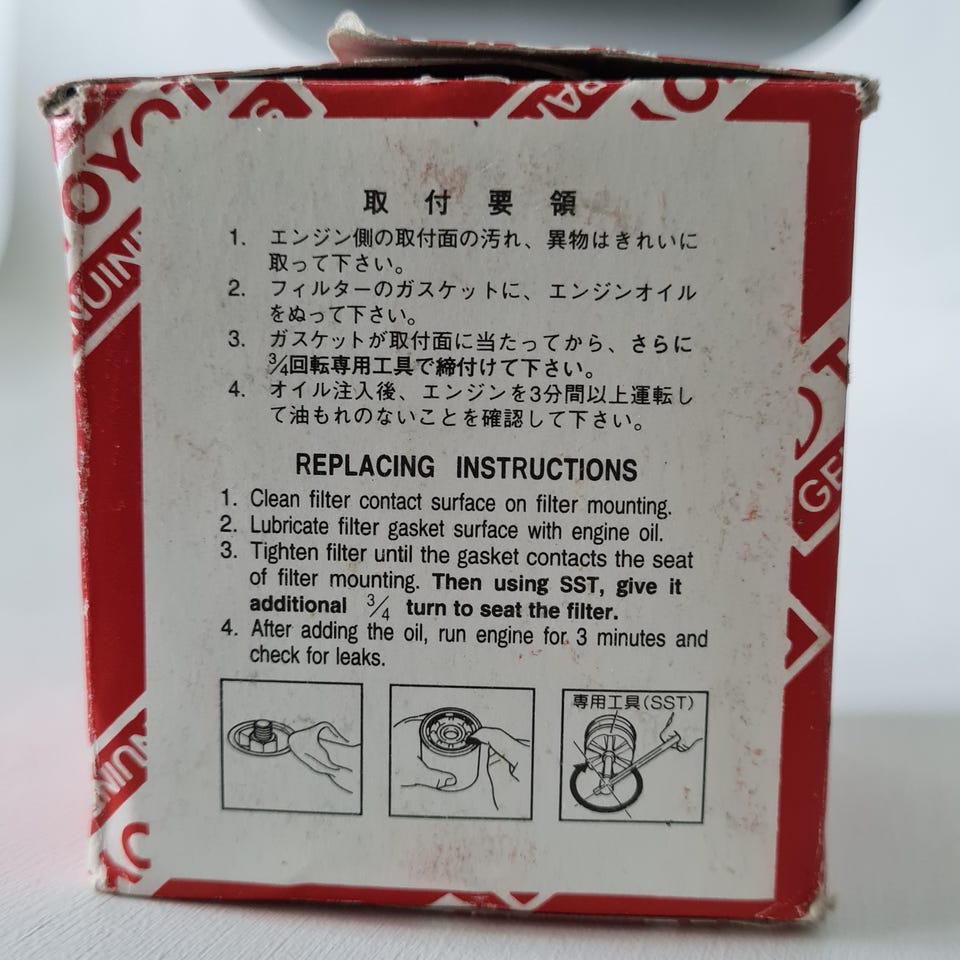 TOYOTA
PAR
TO
GENUINE
取付要領
1. エンジン側の取付面の汚れ、異物はきれいに
取って下さい。
2. フィルターのガスケットに、エンジンオイル
をぬって下さい。
3. ガスケットが取付面に当たってから、さらに
3/4回転専用工具で締付けて下さい。
4. オイル注入後、エンジンを3分間以上運転し
て油もれのないことを確認して下さい。
REPLACING INSTRUCTIONS
1. Clean filter contact surface on filter mounting.
2. Lubricate filter gasket surface with engine oil.
3. Tighten filter until the gasket contacts the seat
of filter mounting. Then using SST, give it
additional 3/4 turn to seat the filter.
4. After adding the oil, run engine for 3 minutes and
check for leaks.
専用工具(SST)